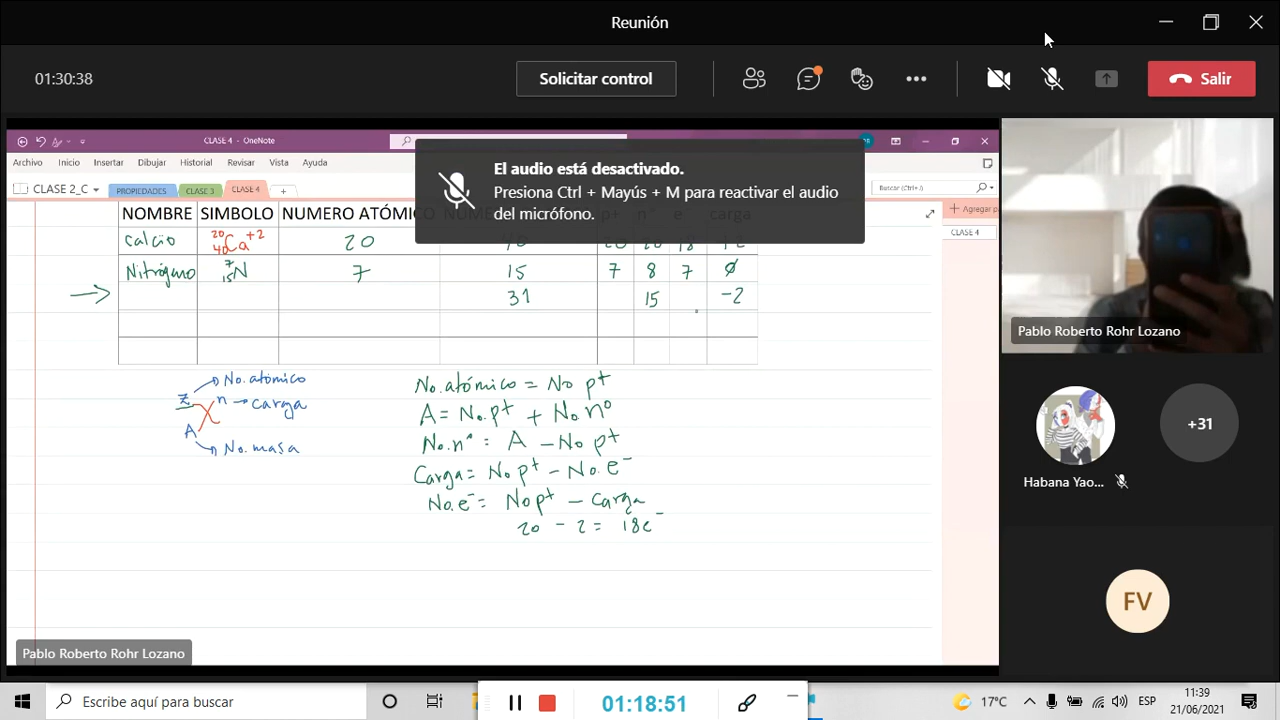 Reunión
01:30:38
Solicitar control
Salir
CLASE 4 - OneNote
Archivo Inicio Insertar Dibujar Historial Revisar Vista Ayuda
El audio está desactivado.
Presiona Ctrl + Mayús + M para reactivar el audio
del micrófono.
CLASE 2_C PROPIEDADES CLASE 3 CLASE 4 +
Buscar (Ctrl+)
+ Agregar
CLASE 4
NOMBRE SIMBOLO NUMERO ATÓMICO
Calcio 20 40 Ca +2 20 40 20 20 18 +2
Nitrógeno 7 15 N 7 15 7 8 7 0
31 15 -2
Z No. atómico
n carga
A No. masa
No. atómico = No p+
A = No. p+ + No. n°
No. n° = A - No p+
Carga = No p+ - No. e-
No. e- = No p+ - carga
20 - 2 = 18e-
Pablo Roberto Rohr Lozano
Habana Yao...
+31
FV
Pablo Roberto Rohr Lozano
Escribe aquí para buscar
01:18:51
17°C
ESP
11:39
21/06/2021